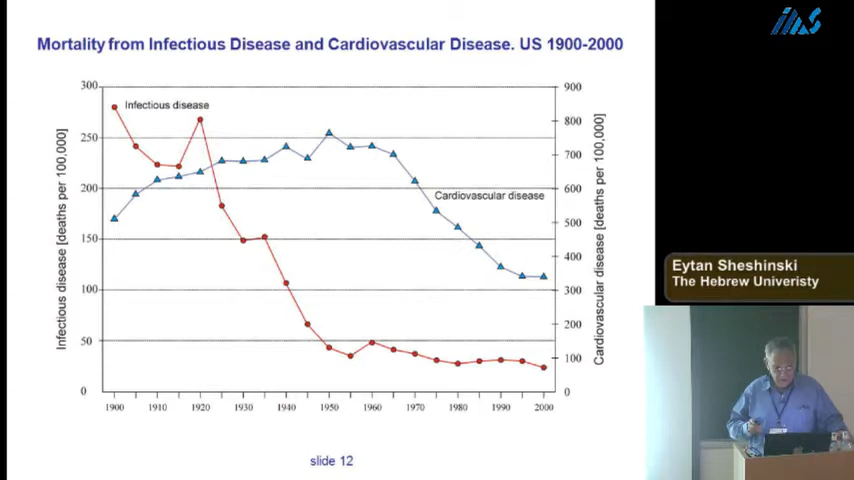 IIAS
Mortality from Infectious Disease and Cardiovascular Disease. US 1900-2000
300
250
200
150
100
50
0
900
800
700
600
500
400
300
200
100
0
Infectious disease
Cardiovascular disease
Infectious disease [deaths per 100,000]
Cardiovascular disease [deaths per 100,000]
1900 1910 1920 1930 1940 1950 1960 1970 1980 1990 2000
slide 12
Eytan Sheshinski
The Hebrew Univeristy